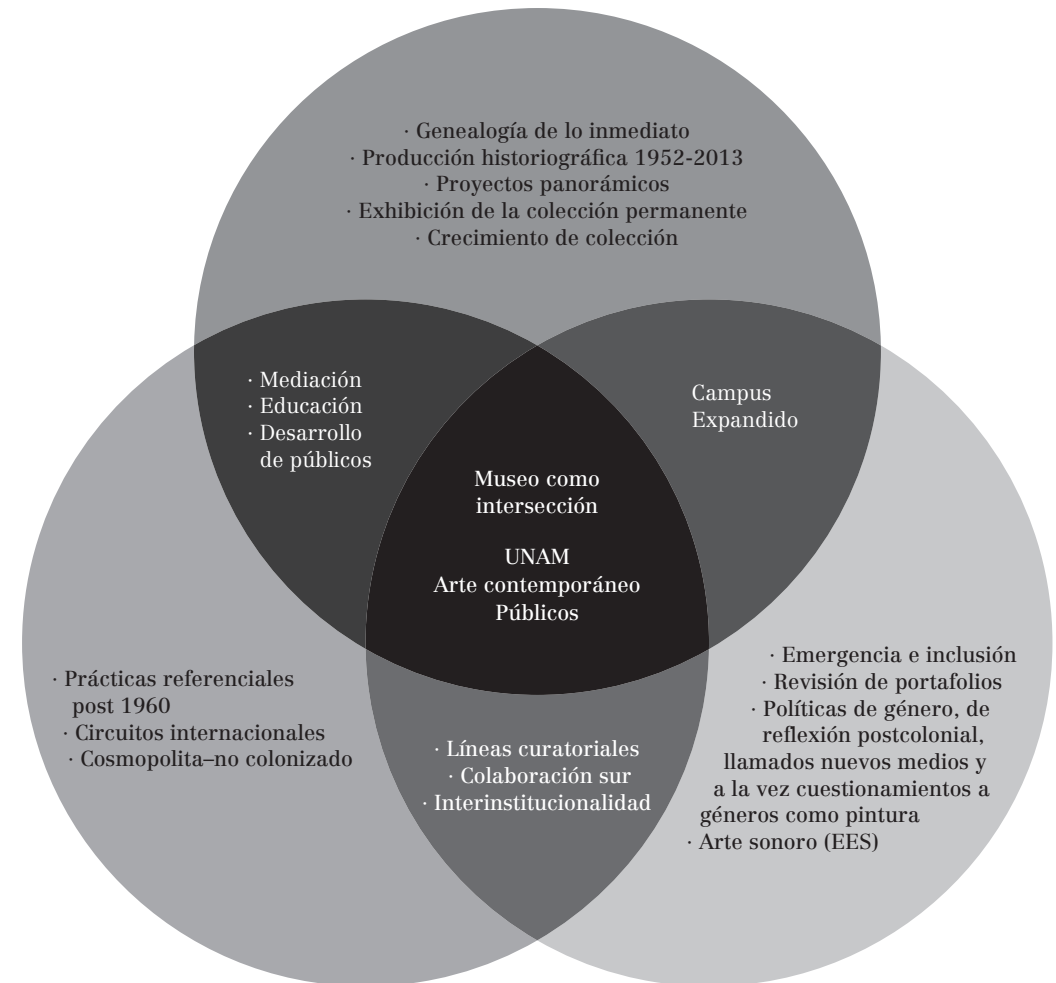 · Genealogía de lo inmediato
· Producción historiográfica 1952-2013
· Proyectos panorámicos
· Exhibición de la colección permanente
· Crecimiento de colección
· Mediación
· Educación
· Desarrollo
de públicos
Campus
Expandido
Museo como
intersección
UNAM
Arte contemporáneo
Públicos
· Prácticas referenciales
post 1960
· Circuitos internacionales
· Cosmopolita–no colonizado
· Líneas curatoriales
· Colaboración sur
· Interinstitucionalidad
· Emergencia e inclusión
· Revisión de portafolios
· Políticas de género, de
reflexión postcolonial,
llamados nuevos medios y
a la vez cuestionamientos a
géneros como pintura
· Arte sonoro (EES)